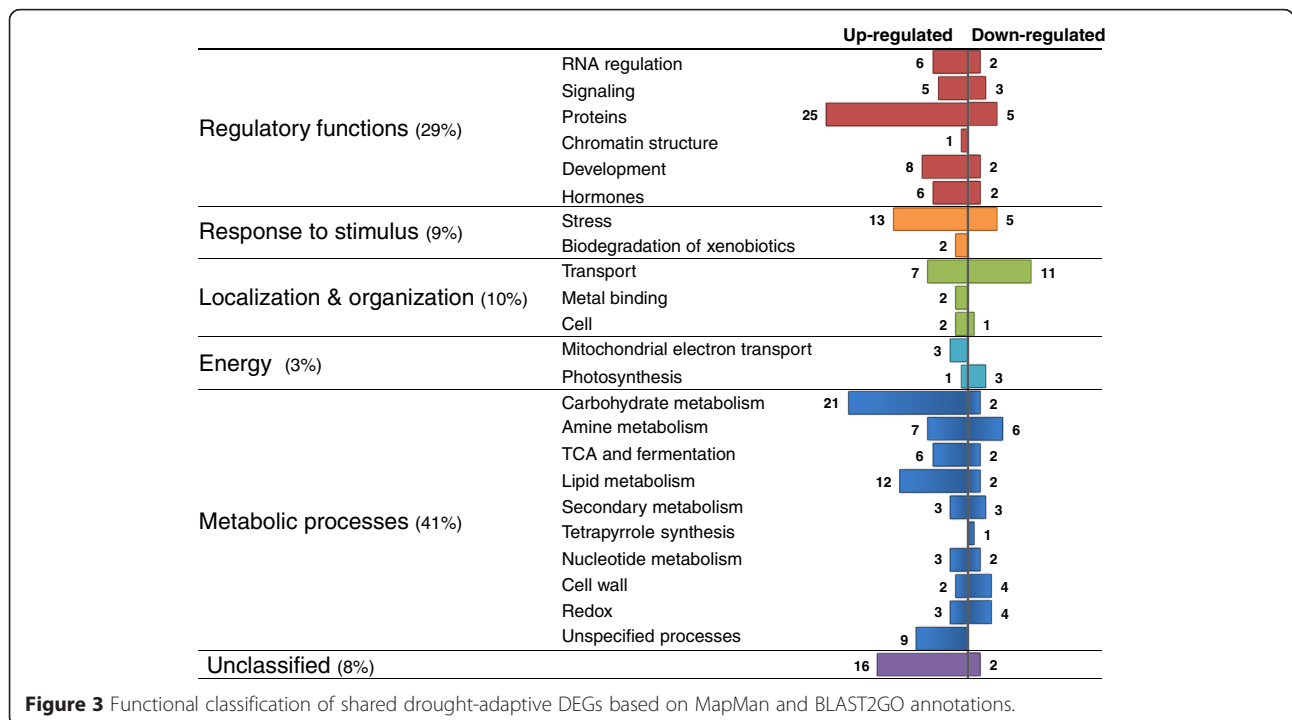 Up-regulated Down-regulated
RNA regulation 6 2
Signaling 5 3
Proteins 25 5
Regulatory functions (29%)
Chromatin structure 1
Development 8 2
Hormones 6 2
Stress 13 5
Response to stimulus (9%)
Biodegradation of xenobiotics 2
Transport 7 11
Localization & organization (10%)
Metal binding 2
Cell 2 1
Mitochondrial electron transport 3
Energy (3%)
Photosynthesis 1 3
Carbohydrate metabolism 21 2
Amine metabolism 7 6
TCA and fermentation 6 2
Lipid metabolism 12 2
Secondary metabolism 3 3
Metabolic processes (41%)
Tetrapyrrole synthesis 1
Nucleotide metabolism 3 2
Cell wall 2 4
Redox 3 4
Unspecified processes 9
Unclassified (8%) 16 2
Figure 3 Functional classification of shared drought-adaptive DEGs based on MapMan and BLAST2GO annotations.